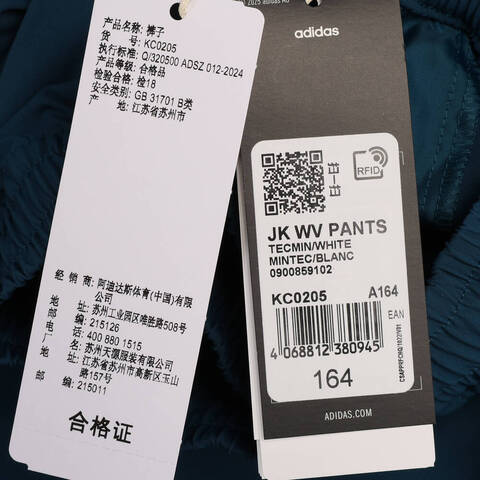 产品名称: 裤子
货 号: KC0205
执行标准: Q/320500 ADSZ 012-2024
产品等级: 合格品
检验合格: 检18
安全类别: GB 31701 B类
产 地: 江苏省苏州市
经 销 商: 阿迪达斯体育(中国)有限
公司
地 址: 苏州工业园区唯胜路508号
邮 编: 215126
电 话: 400 880 1515
厂 名: 苏州天源服装有限公司
地 址: 江苏省苏州市高新区玉山
路157号
邮 编: 215011
合格证
adidas
RFID
JK WV PANTS
TECMIN/WHITE
MINTEC/BLANC
0900859102
KC0205 A164
EAN
4 068812 380945
164
ADIDAS.COM